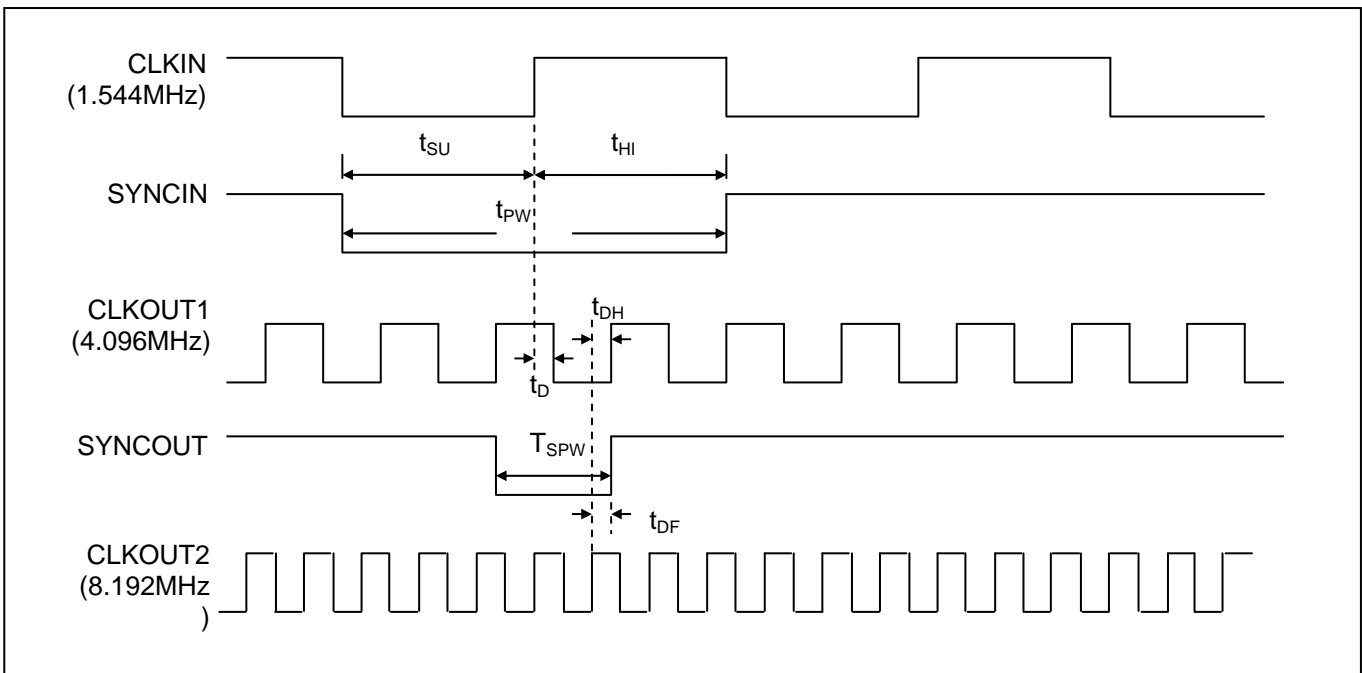 CLKIN
(1.544MHz)
tSU
tHI
SYNCIN
tPW
CLKOUT1
(4.096MHz)
tDH
tD
SYNCOUT
TSPW
tDF
CLKOUT2
(8.192MHz
)